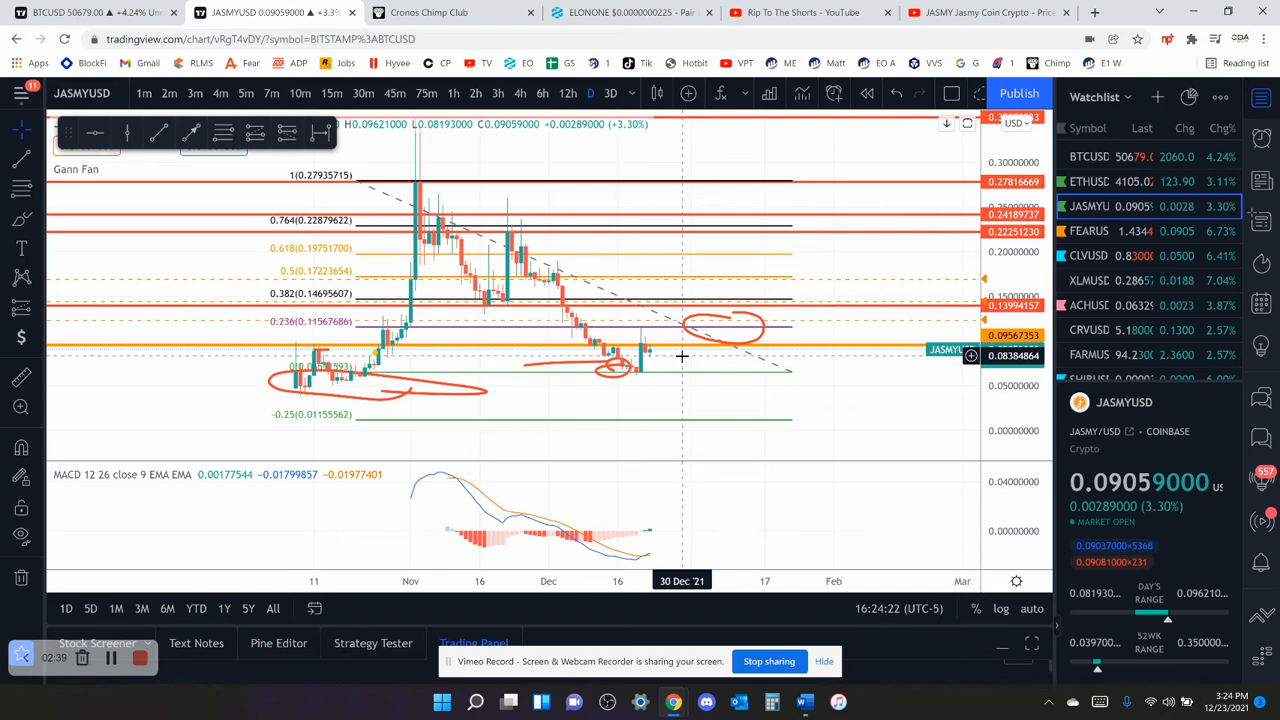 BTCUSD 50679.00 ▲ +4.24% Un
JASMYUSD 0.09059000 ▲ +3.3%
Cronos Chimp Club
ELONONE $0.0000000225 - Pair
Rip To The Shorts - YouTube
JASMY Jasmy Coin Crypto - Price
tradingview.com/chart/vRgT4vDY/?symbol=BITSTAMP%3ABTCUSD
Apps
BlockFi
Gmail
RLMS
Fear
ADP
Jobs
Hyvee
CP
TV
EO
GS
1
Tik
Hotbit
VPT
ME
Matt
EO A
VVS
G
Chimp
E1 W
Reading list
11
JASMYUSD
1m 2m 3m 5m 7m 10m 15m 30m 45m 75m 1h 2h 3h 4h 6h 12h D 3D
Publish
H0.09621000 L0.08193000 C0.09059000 +0.00289000 (+3.30%)
USD
Gann Fan
1(0.27935715)
0.764(0.22879622)
0.618(0.19751700)
0.5(0.17223654)
0.382(0.14695607)
0.236(0.11567686)
-0.25(0.01155562)
0.30000000
0.27816669
0.24189737
0.22251230
0.20000000
0.13994157
0.09567353
JASMYUSD
0.08384864
0.05000000
0.00000000
MACD 12 26 close 9 EMA EMA 0.00177544 −0.01799857 −0.01977401
0.04000000
0.00000000
11
Nov
16
Dec
16
30 Dec '21
17
Feb
Mar
1D 5D 1M 3M 6M YTD 1Y 5Y All
16:24:22 (UTC-5)
%
log
auto
Stock Screener
Text Notes
Pine Editor
Strategy Tester
Trading Panel
02:39
Vimeo Record - Screen & Webcam Recorder is sharing your screen.
Stop sharing
Hide
Watchlist
Symbol Last Chg Chg%
BTCUSD 50679.0 2060.0 4.24%
ETHUSD 4105.0 123.90 3.11%
JASMYU 0.0905 0.0028 3.30%
FEARUS 1.4344 0.0905 6.73%
CLVUSD 0.8300 0.0500 6.41%
XLMUSD 0.2865 0.0188 7.04%
ACHUSD 0.0632 0.0023 3.87%
CRVUSD 5.1800 0.1300 2.57%
FARMUS 94.23 2.3600 2.56%
JASMYUSD
JASMY/USD
COINBASE
Crypto
0.09059000 US
0.00289000 (3.30%)
MARKET OPEN
0.09037000×5368
0.09081000×231
0.08193...
DAY'S RANGE
0.09621...
0.03970...
52WK RANGE
0.35000...
557
3:24 PM
12/23/2021